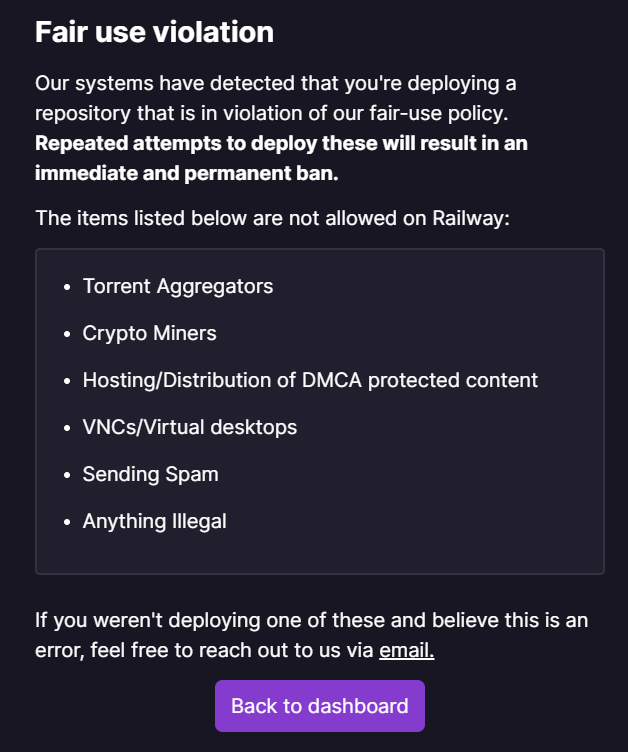 Fair use violation
Our systems have detected that you're deploying a
repository that is in violation of our fair-use policy.
Repeated attempts to deploy these will result in an
immediate and permanent ban.
The items listed below are not allowed on Railway:
• Torrent Aggregators
• Crypto Miners
• Hosting/Distribution of DMCA protected content
• VNCs/Virtual desktops
• Sending Spam
• Anything Illegal
If you weren't deploying one of these and believe this is an
error, feel free to reach out to us via email.
Back to dashboard